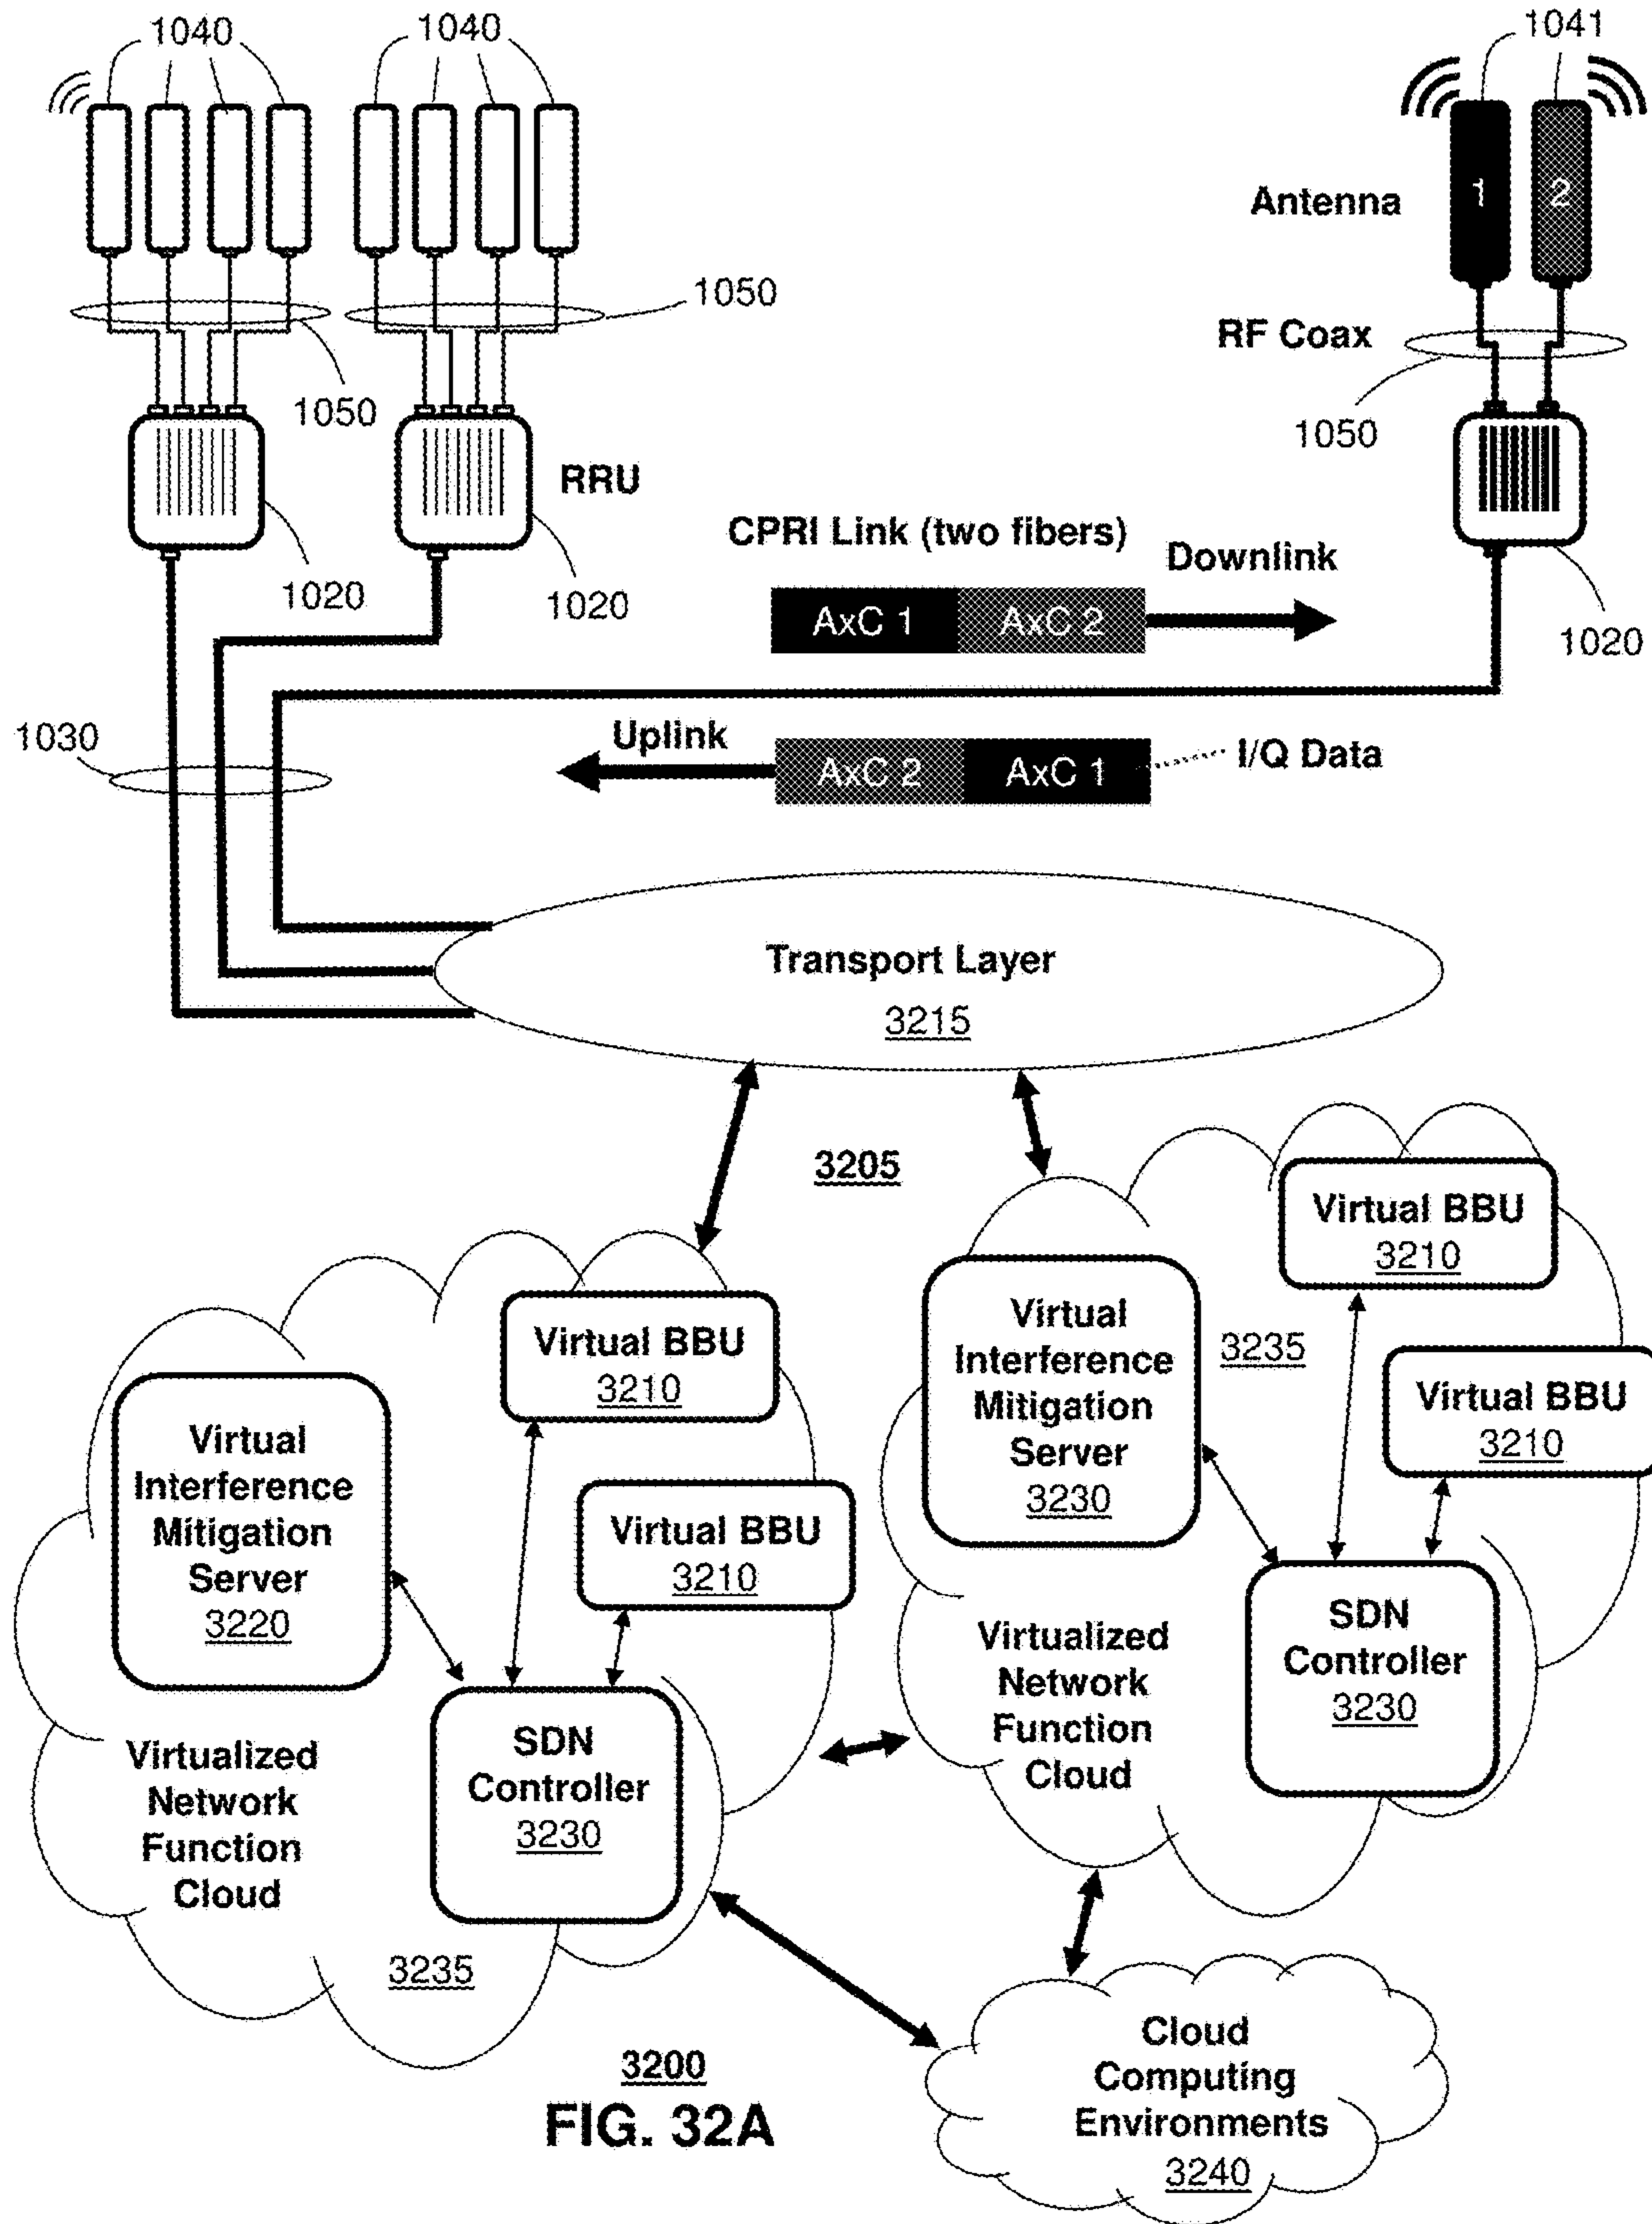 1040
1040
1041
1
2
Antenna
1050
RF Coax
1050
1050
RRU
CPRI Link (two fibers)
Downlink
1020
1020
AxC 1
AxC 2
1020
1030
Uplink
AxC 2
AxC 1
I/Q Data
Transport Layer
3215
3205
Virtual BBU
3210
Virtual
Interference
Mitigation
Server
3230
3235
Virtual BBU
3210
Virtual BBU
3210
Virtual
Interference
Mitigation
Server
3220
Virtual BBU
3210
SDN
Controller
3230
Virtualized
Network
Function
Cloud
SDN
Controller
3230
Virtualized
Network
Function
Cloud
3235
Cloud
Computing
Environments
3240
3200
FIG. 32A